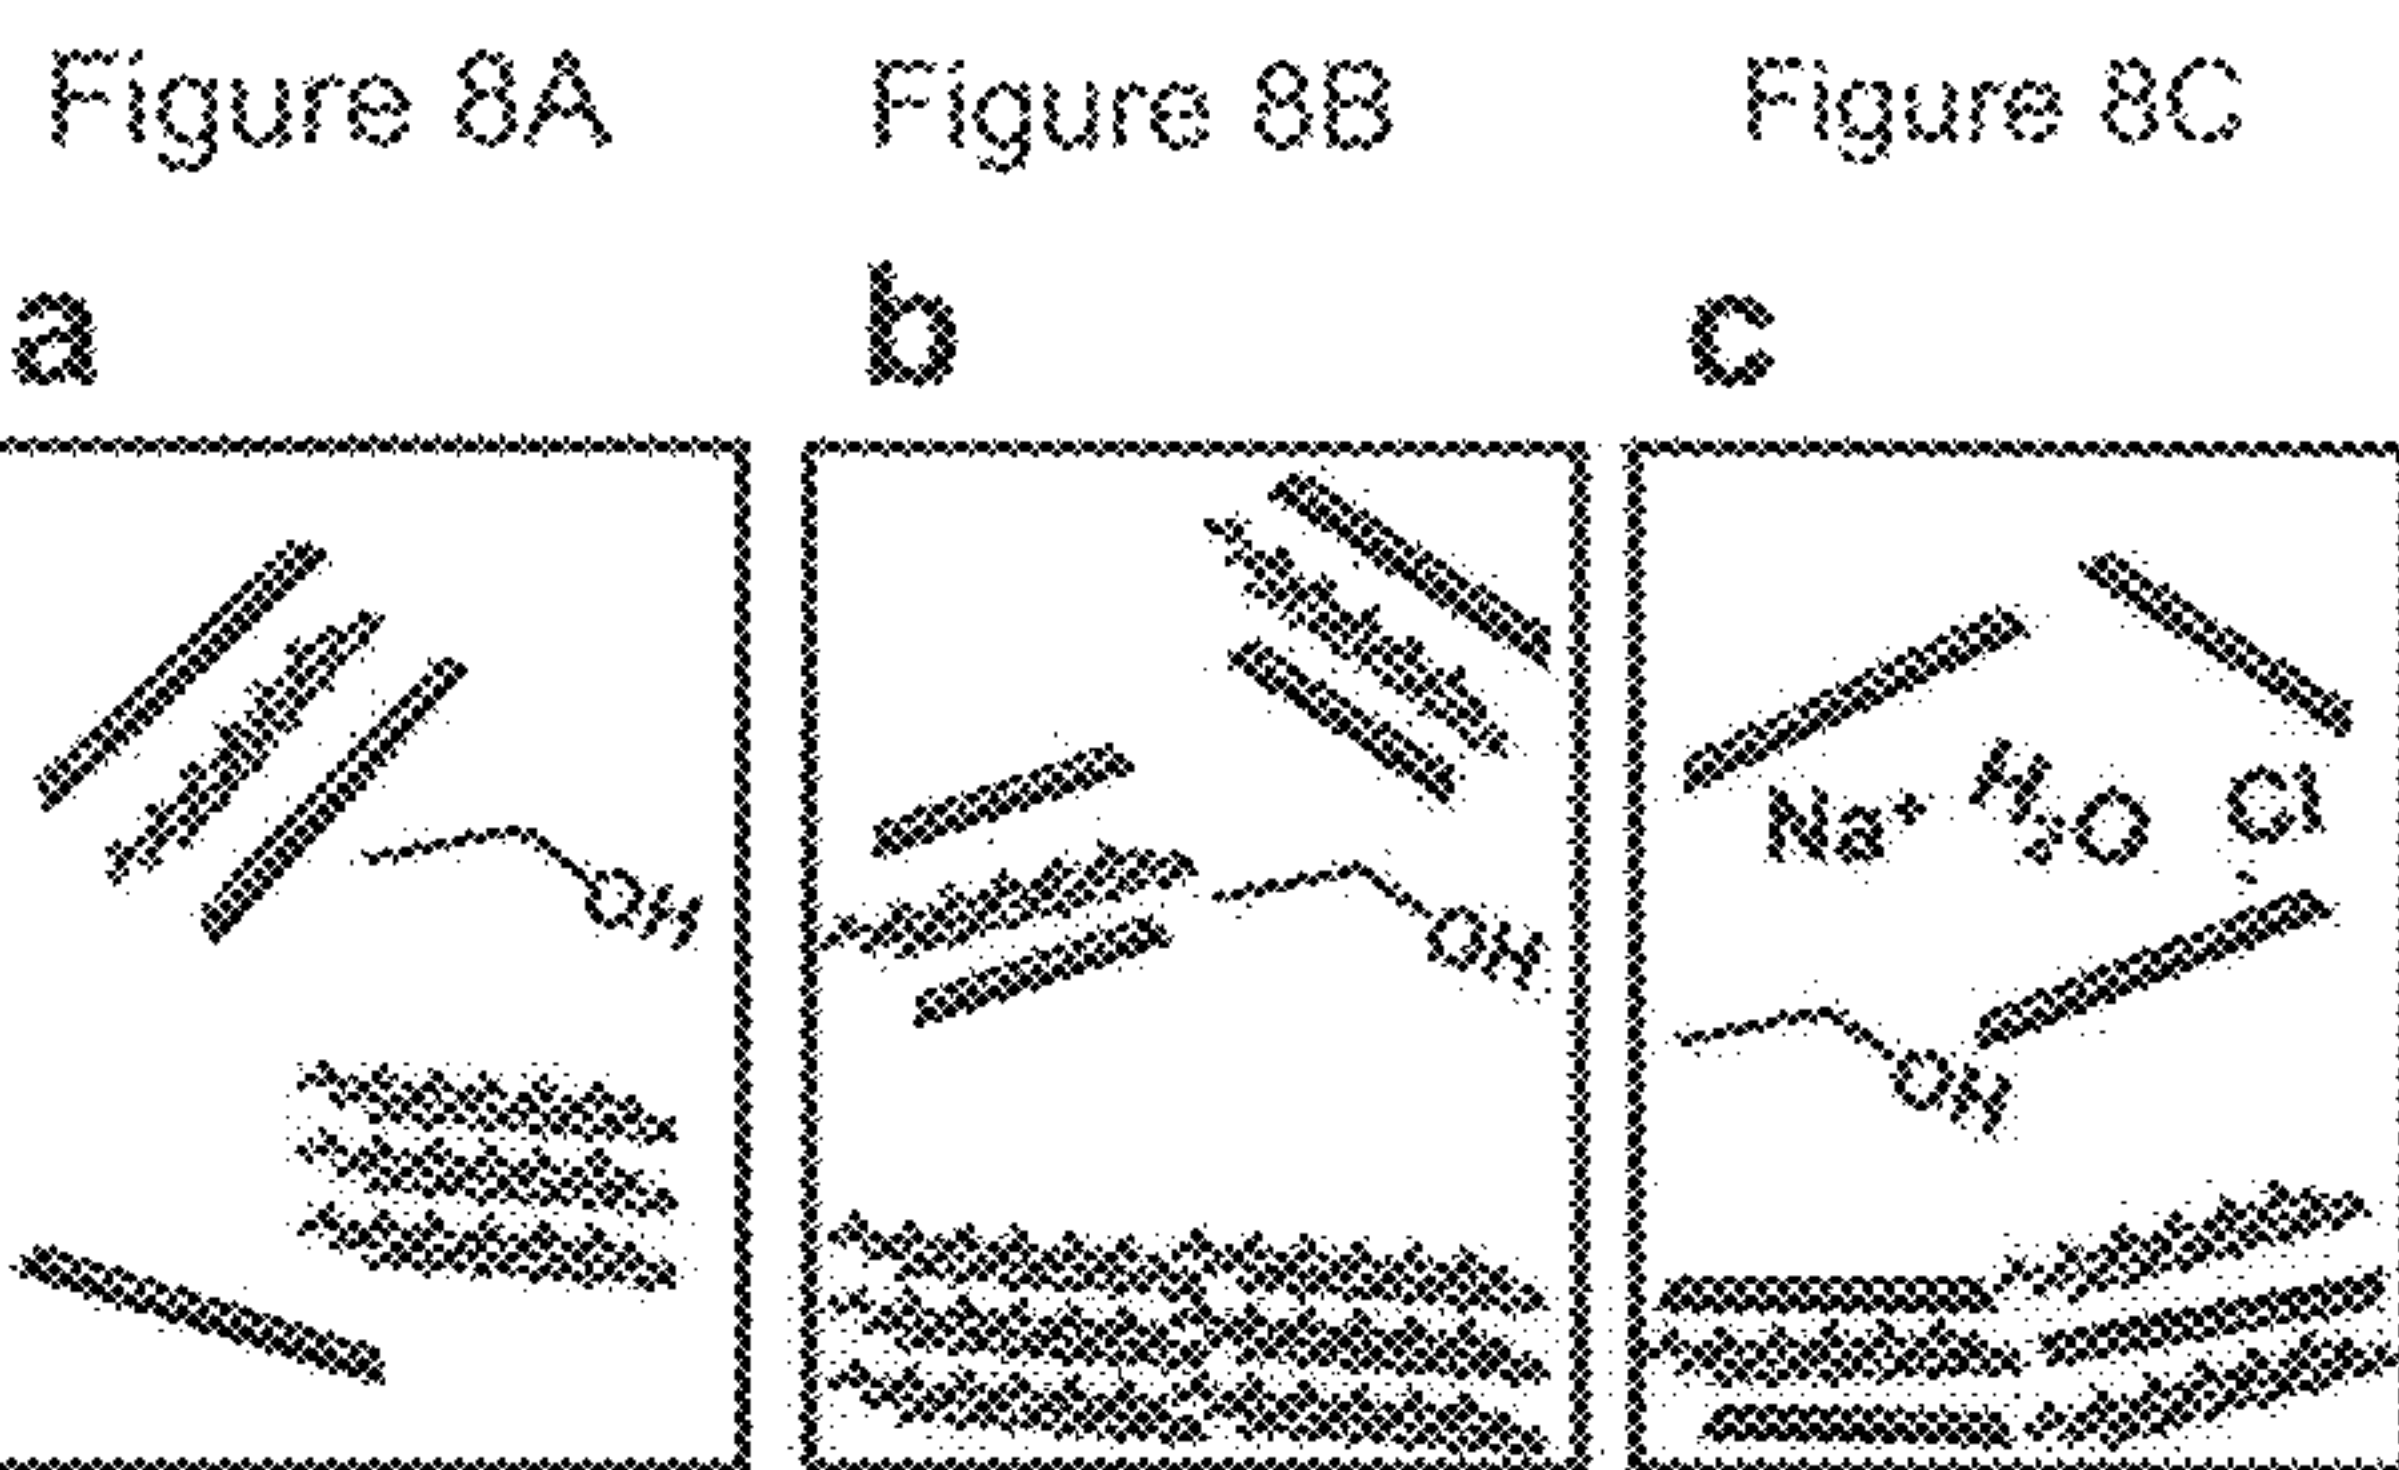 Figure 8A Figure 8B Figure 8C
a b c
OH
OH
Na⁺ H₂O Cl⁻
OH